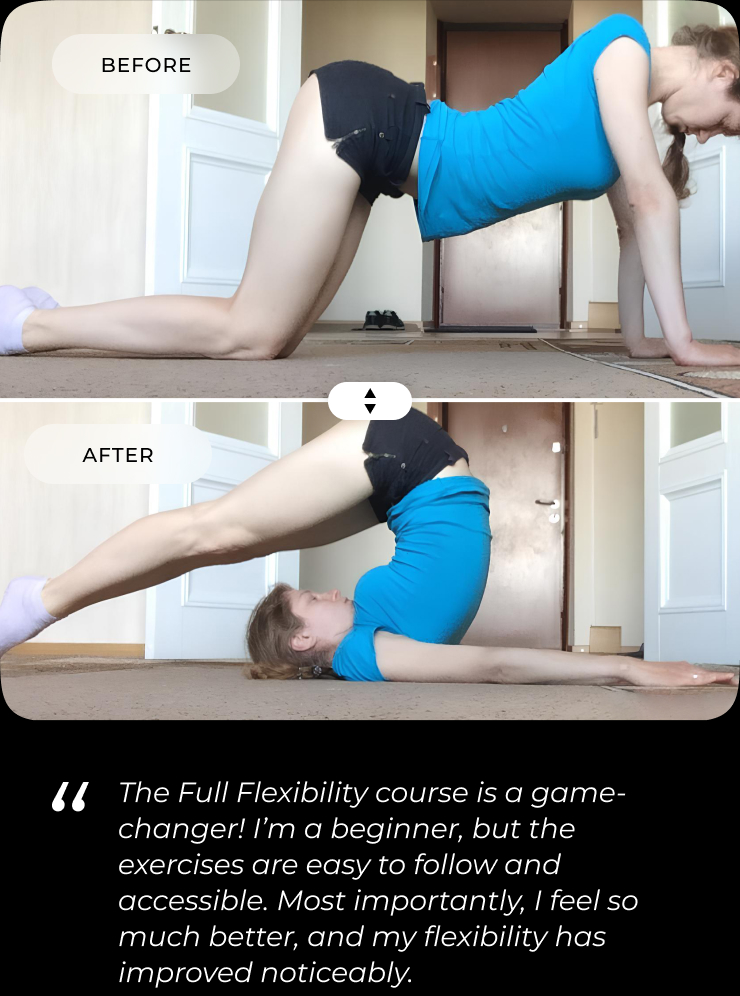 BEFORE
AFTER
“ The Full Flexibility course is a game-
changer! I’m a beginner, but the
exercises are easy to follow and
accessible. Most importantly, I feel so
much better, and my flexibility has
improved noticeably.